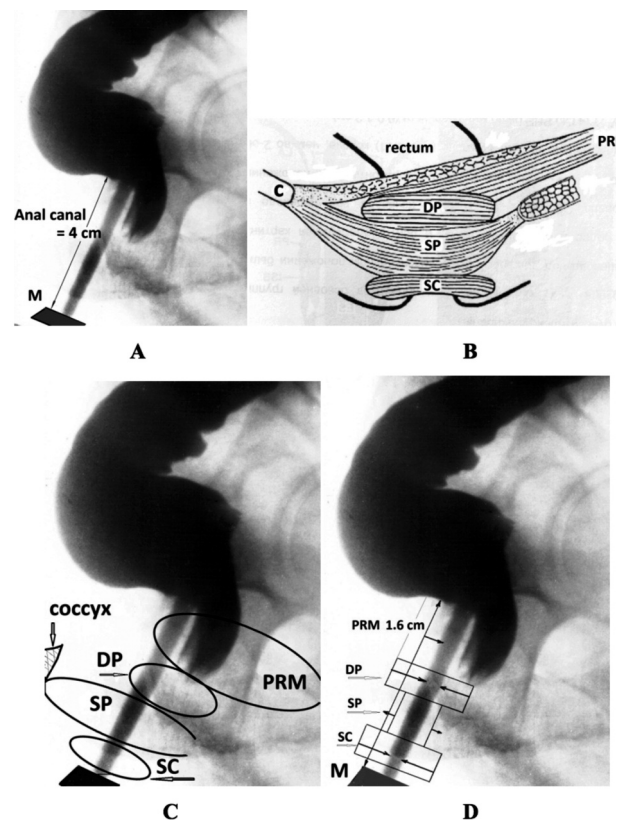 Anal canal
= 4 cm
M
A
rectum
PR
C
DP
SP
SC
B
coccyx
DP
SP
PRM
SC
C
PRM 1.6 cm
DP
SP
SC
M
D